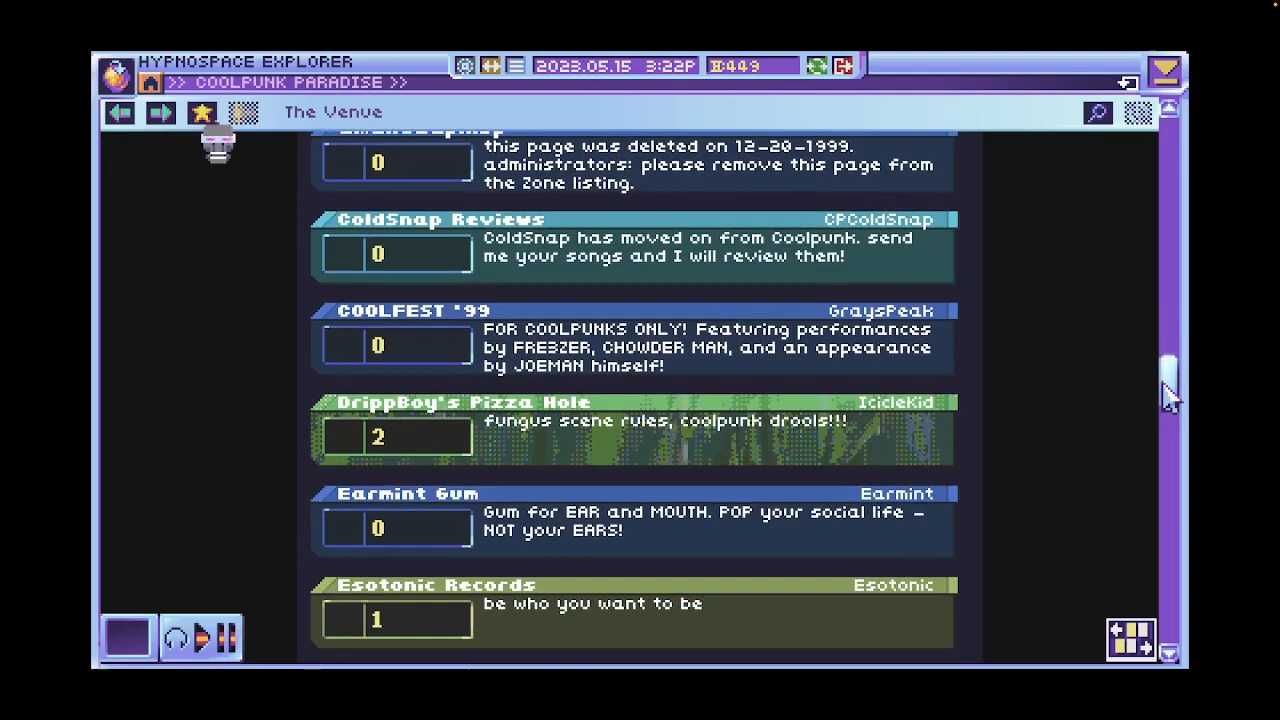 HYPNOSPACE EXPLORER
2023.05.15 3:22P
449
>> COOLPUNK PARADISE >>
The Venue
0
this page was deleted on 12-20-1999.
administrators: please remove this page from
the Zone listing.
ColdSnap Reviews CPColdSnap
0
ColdSnap has moved on from Coolpunk. send
me your songs and I will review them!
COOLFEST '99 GraysPeak
0
FOR COOLPUNKS ONLY! Featuring performances
by FRE3ZER, CHOWDER MAN, and an appearance
by JOEMAN himself!
DrippBoy's Pizza Hole IcicleKid
2
fungus scene rules, coolpunk drools!!!
Earmint Gum Earmint
0
Gum for EAR and MOUTH. POP your social life -
NOT your EARS!
Esotonic Records Esotonic
1
be who you want to be